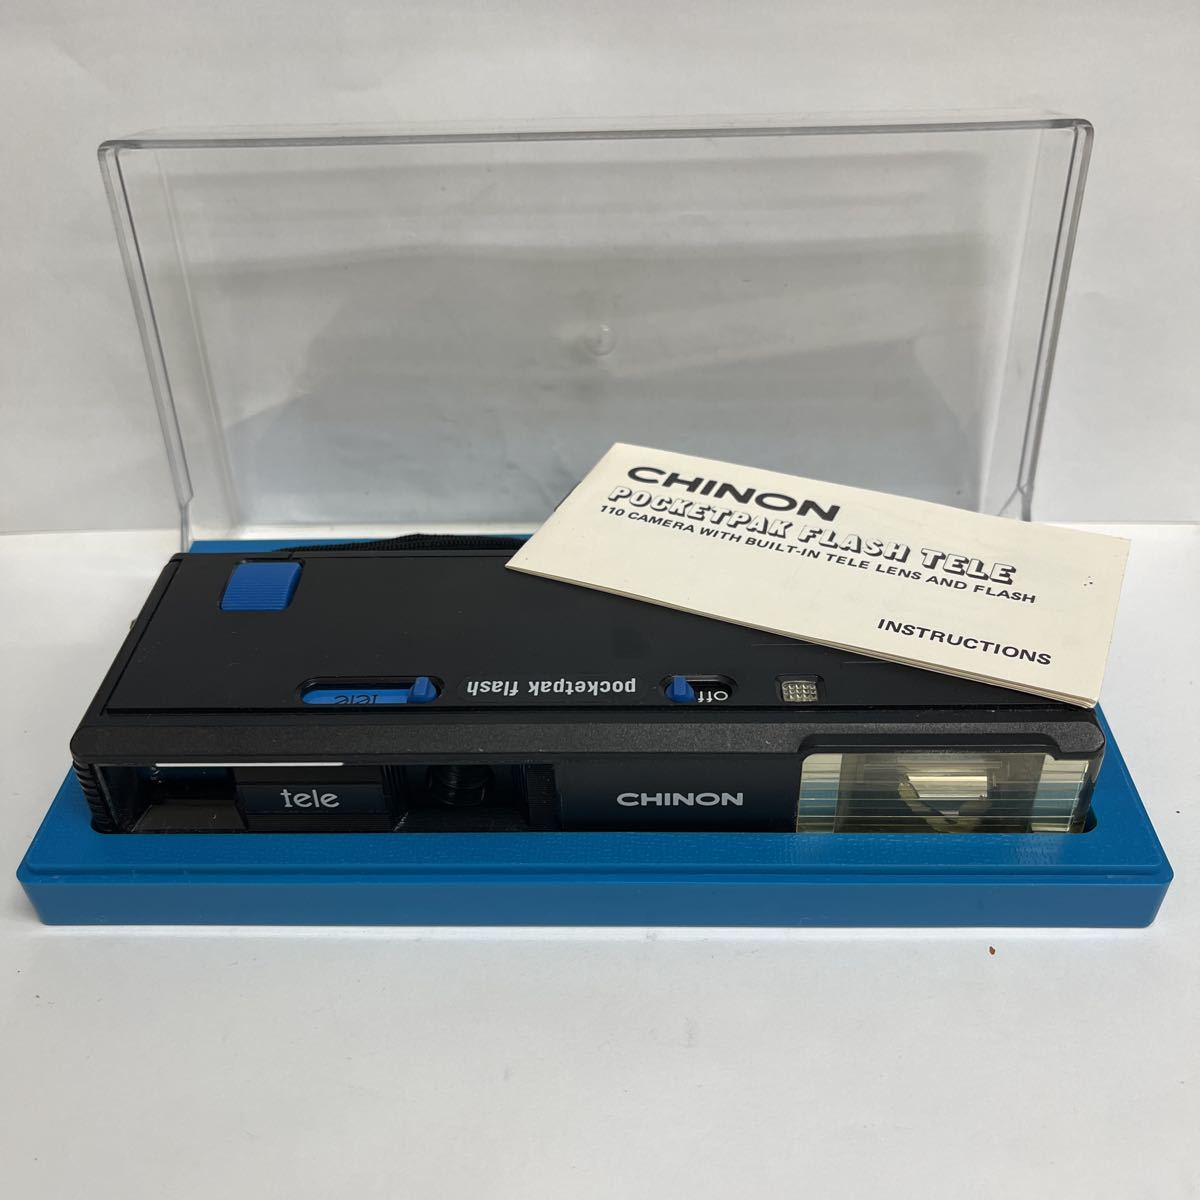 CHINON
POCKETPAK FLASH TELE
110 CAMERA WITH BUILT-IN TELE LENS AND FLASH
INSTRUCTIONS
tele
pocketpak flash
off
tele
CHINON